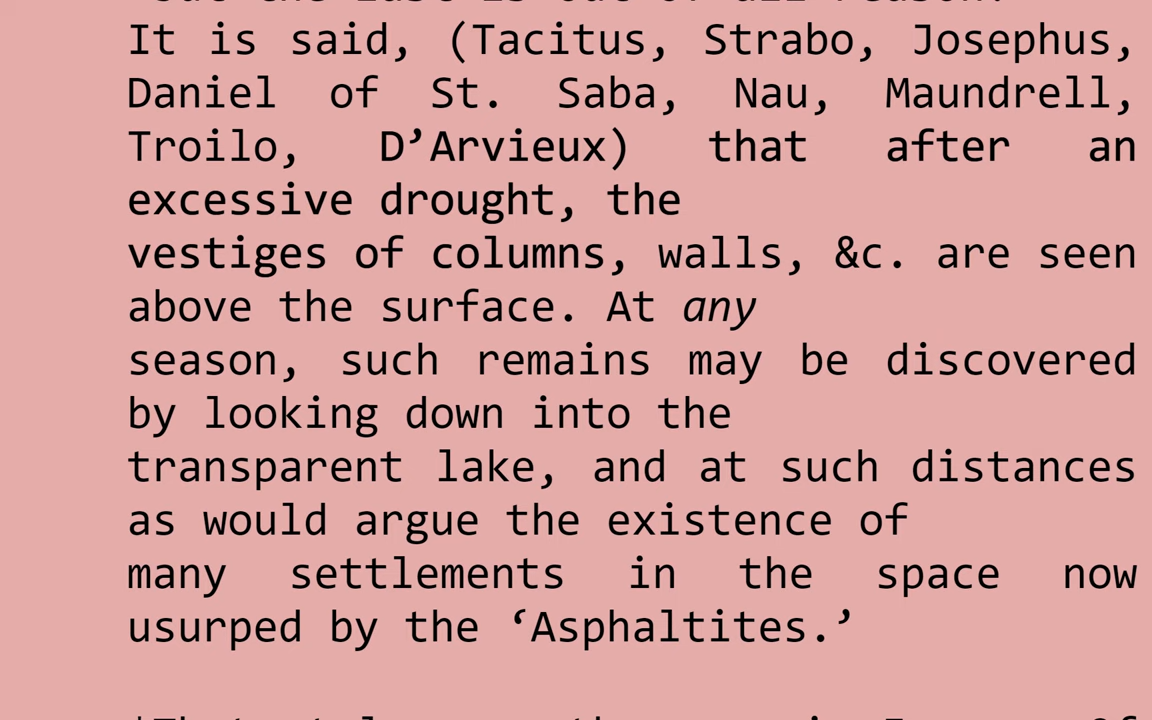 It is said, (Tacitus, Strabo, Josephus,
Daniel of St. Saba, Nau, Maundrell,
Troilo, D’Arvieux) that after an
excessive drought, the
vestiges of columns, walls, &c. are seen
above the surface. At any
season, such remains may be discovered
by looking down into the
transparent lake, and at such distances
as would argue the existence of
many settlements in the space now
usurped by the ‘Asphaltites.’